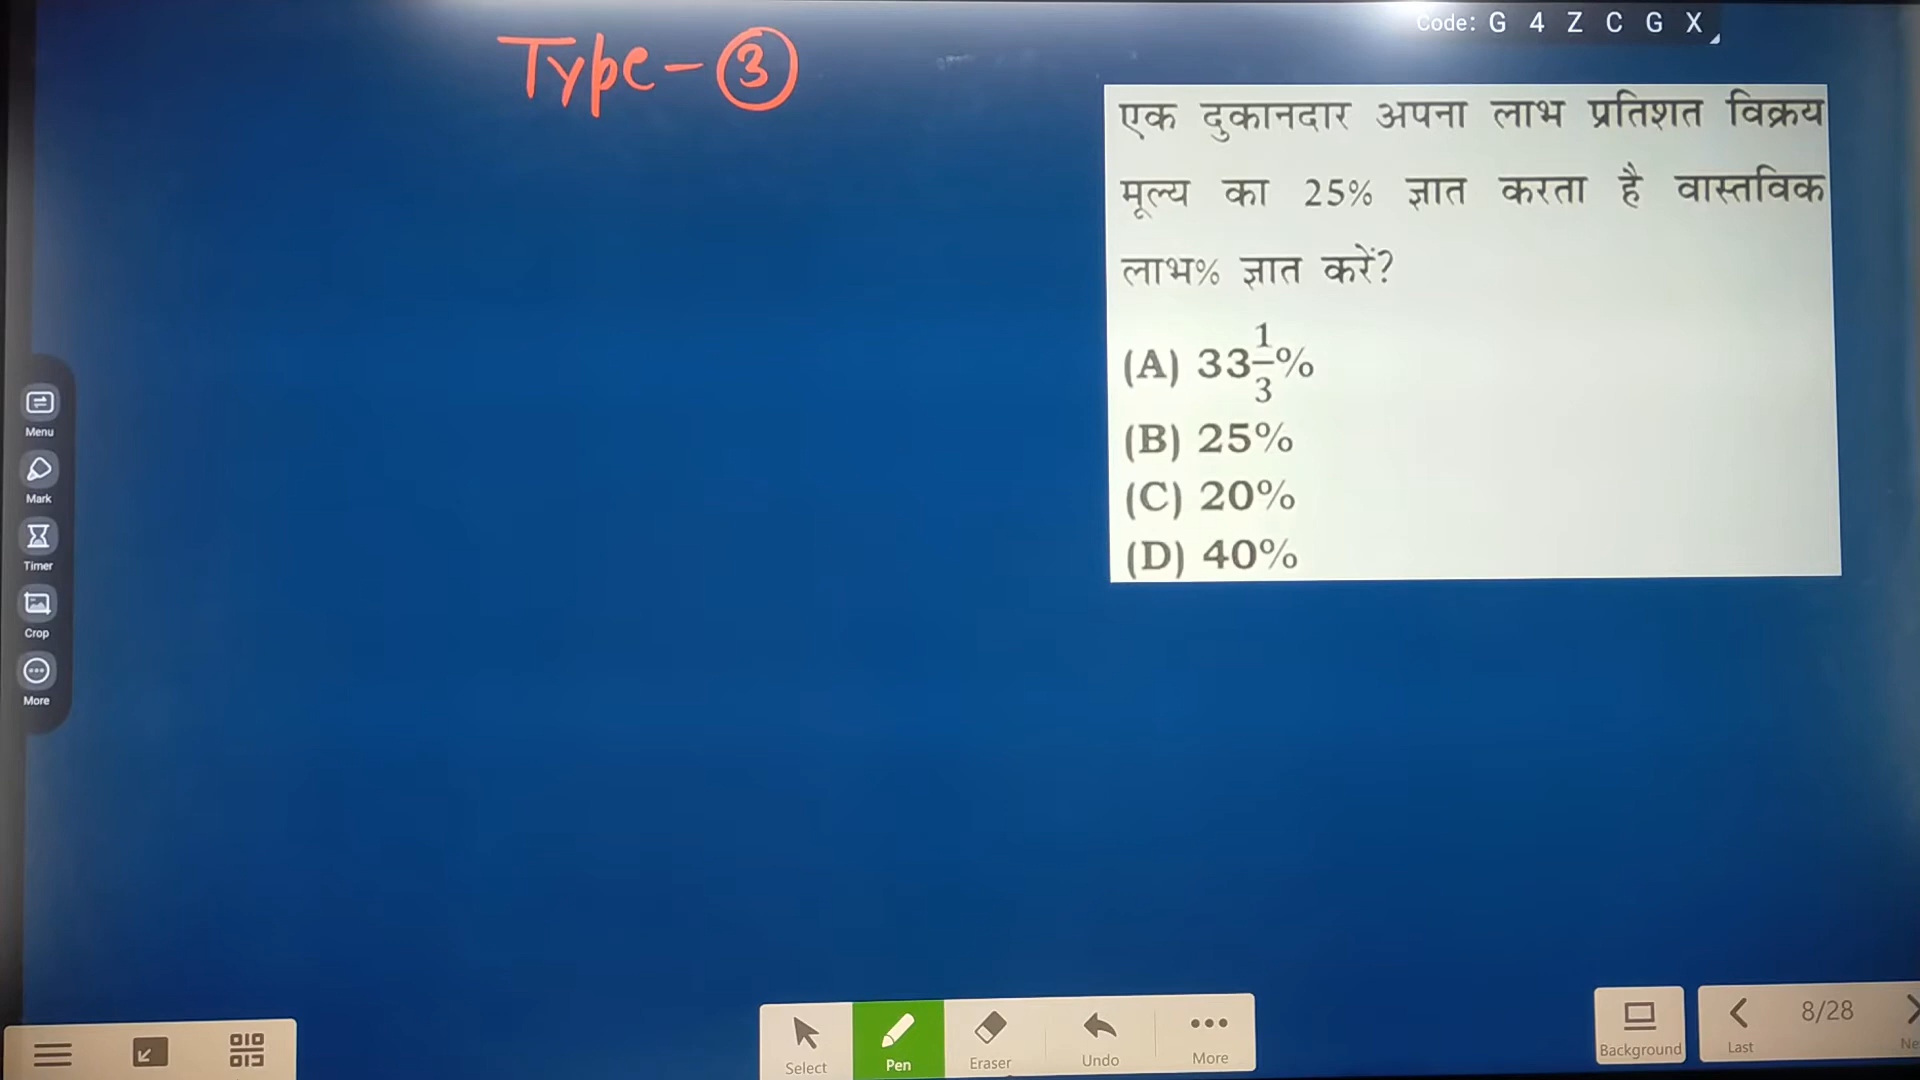 Code: G 4 Z C G X
Type-③
एक दुकानदार अपना लाभ प्रतिशत विक्रय
मूल्य का 25% ज्ञात करता है वास्तविक
लाभ% ज्ञात करें?
(A) 33 1/3 %
(B) 25%
(C) 20%
(D) 40%
Menu
Mark
Timer
Crop
More
Select
Pen
Eraser
Undo
More
Background
Last
8/28
Ne